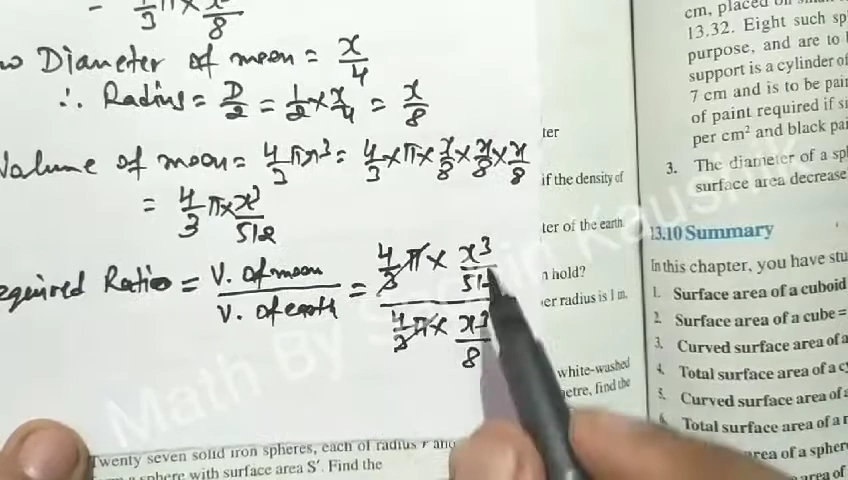 = 1/3 π × x³/8
Diameter of moon = x/4
∴ Radius = D/2 = 1/2 × x/4 = x/8
Volume of moon = 4/3 πr³ = 4/3 × π × x/8 × x/8 × x/8
= 4/3 π × x³/512
Required Ratio = V. of moon / V. of earth = 4/3 π × x³/51 / 4/3 π × x³/8
Math By Sachin Kaushik
Twenty seven solid iron spheres, each of radius r and
sphere with surface area S′. Find the
ter
if the density of
ter of the earth.
hold?
er radius is 1 m,
white-washed
etre, find the
cm, placed on
13.32. Eight such sp
purpose, and are to
support is a cylinder of
7 cm and is to be pai
of paint required if si
per cm² and black pai
3. The diameter of a sp
surface area decrease
13.10 Summary
In this chapter, you have stu
1. Surface area of a cuboid
2. Surface area of a cube =
3. Curved surface area of a
4. Total surface area of a cy
5. Curved surface area of a
6. Total surface area of a
area of a sphere
area of